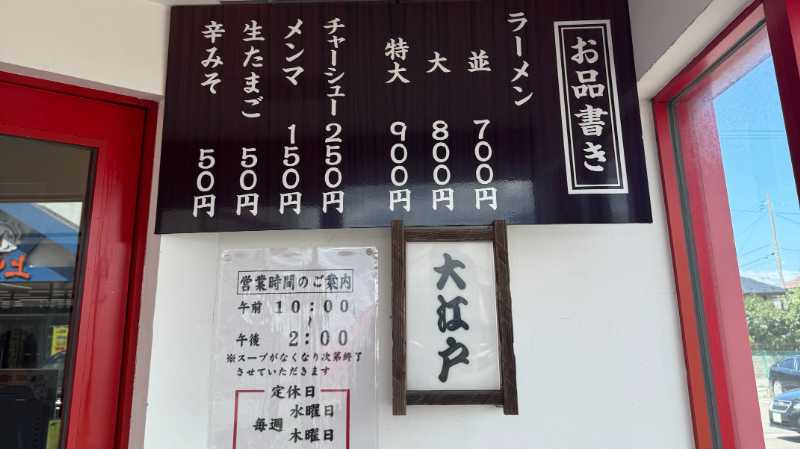 お品書き
ラーメン
並 700円
大 800円
特大 900円
チャーシュー 250円
メンマ 150円
生たまご 50円
辛みそ 50円
大江戸
営業時間のご案内
午前 10：00
〜
午後 2：00
※スープがなくなり次第終了
させていただきます
定休日
毎週
水曜日
木曜日